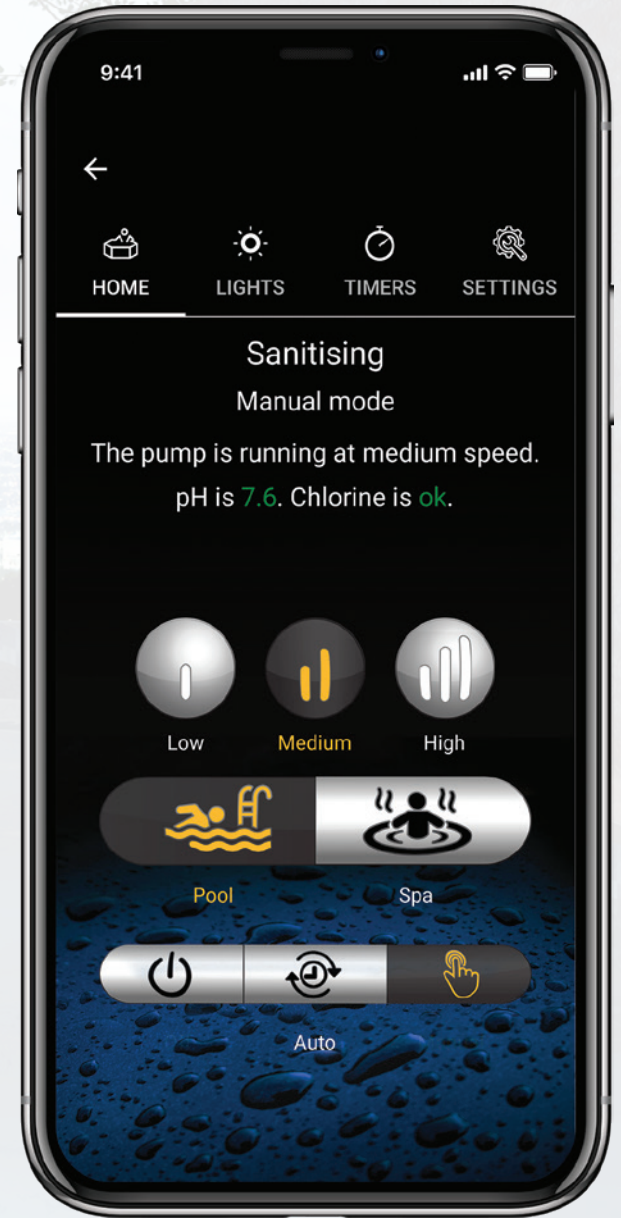 9:41
HOME LIGHTS TIMERS SETTINGS
Sanitising
Manual mode
The pump is running at medium speed.
pH is 7.6. Chlorine is ok.
Low Medium High
Pool Spa
Auto